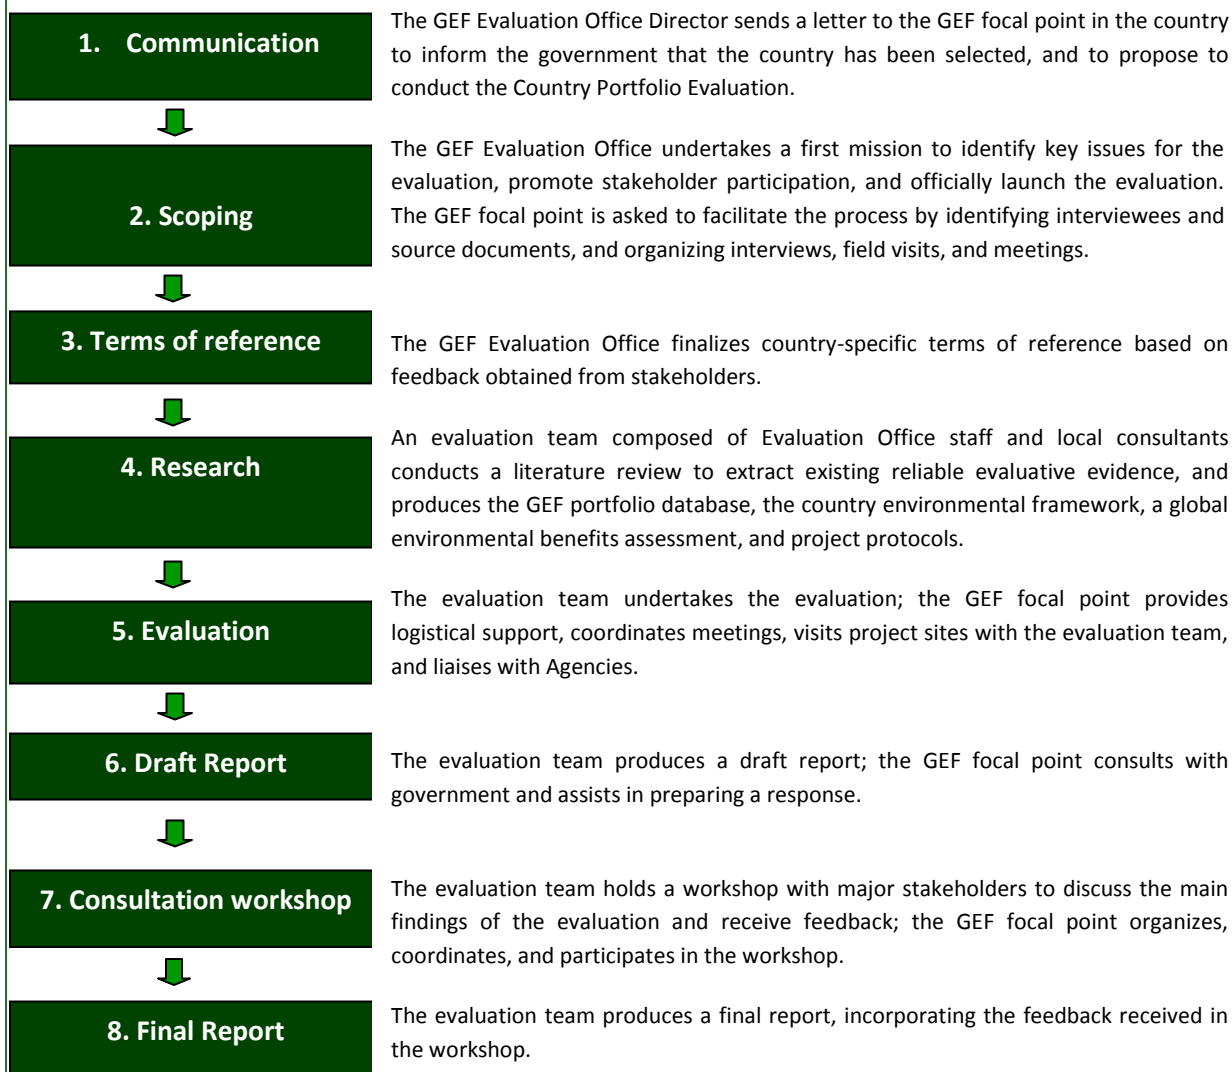 1. Communication
The GEF Evaluation Office Director sends a letter to the GEF focal point in the country
to inform the government that the country has been selected, and to propose to
conduct the Country Portfolio Evaluation.
2. Scoping
The GEF Evaluation Office undertakes a first mission to identify key issues for the
evaluation, promote stakeholder participation, and officially launch the evaluation.
The GEF focal point is asked to facilitate the process by identifying interviewees and
source documents, and organizing interviews, field visits, and meetings.
3. Terms of reference
The GEF Evaluation Office finalizes country-specific terms of reference based on
feedback obtained from stakeholders.
4. Research
An evaluation team composed of Evaluation Office staff and local consultants
conducts a literature review to extract existing reliable evaluative evidence, and
produces the GEF portfolio database, the country environmental framework, a global
environmental benefits assessment, and project protocols.
5. Evaluation
The evaluation team undertakes the evaluation; the GEF focal point provides
logistical support, coordinates meetings, visits project sites with the evaluation team,
and liaises with Agencies.
6. Draft Report
The evaluation team produces a draft report; the GEF focal point consults with
government and assists in preparing a response.
7. Consultation workshop
The evaluation team holds a workshop with major stakeholders to discuss the main
findings of the evaluation and receive feedback; the GEF focal point organizes,
coordinates, and participates in the workshop.
8. Final Report
The evaluation team produces a final report, incorporating the feedback received in
the workshop.